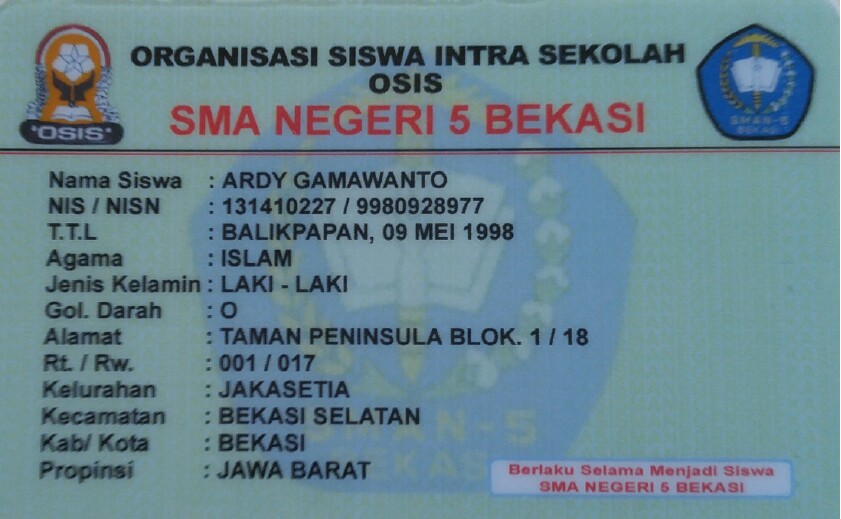 ORGANISASI SISWA INTRA SEKOLAH
OSIS
SMA NEGERI 5 BEKASI
"OSIS"
SMAN-5
BEKASI
Nama Siswa : ARDY GAMAWANTO
NIS / NISN : 131410227 / 9980928977
T.T.L : BALIKPAPAN, 09 MEI 1998
Agama : ISLAM
Jenis Kelamin : LAKI - LAKI
Gol. Darah : O
Alamat : TAMAN PENINSULA BLOK. 1 / 18
Rt. / Rw. : 001 / 017
Kelurahan : JAKASETIA
Kecamatan : BEKASI SELATAN
Kab/ Kota : BEKASI
Propinsi : JAWA BARAT
SMAN-5
BEKASI
Berlaku Selama Menjadi Siswa
SMA NEGERI 5 BEKASI